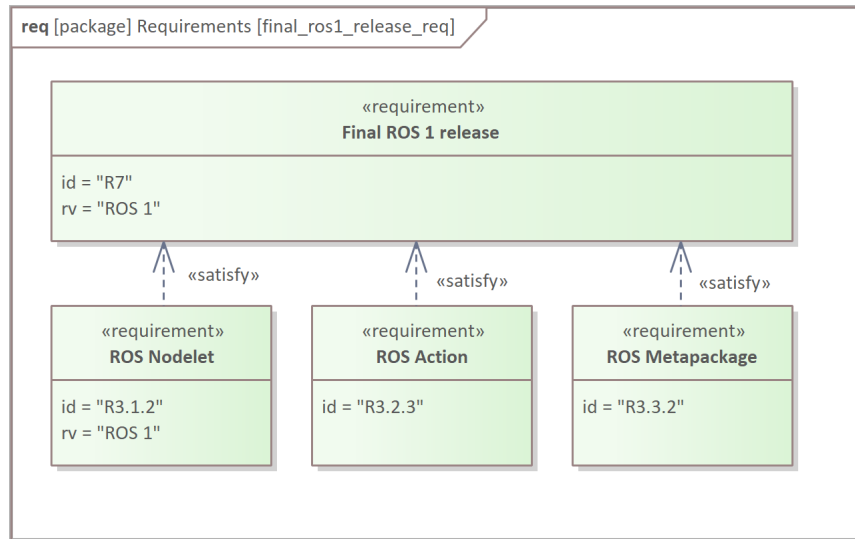 req [package] Requirements [final_ros1_release_req]
«requirement»
Final ROS 1 release
id = "R7"
rv = "ROS 1"
«satisfy»
«satisfy»
«satisfy»
«requirement»
ROS Nodelet
id = "R3.1.2"
rv = "ROS 1"
«requirement»
ROS Action
id = "R3.2.3"
«requirement»
ROS Metapackage
id = "R3.3.2"